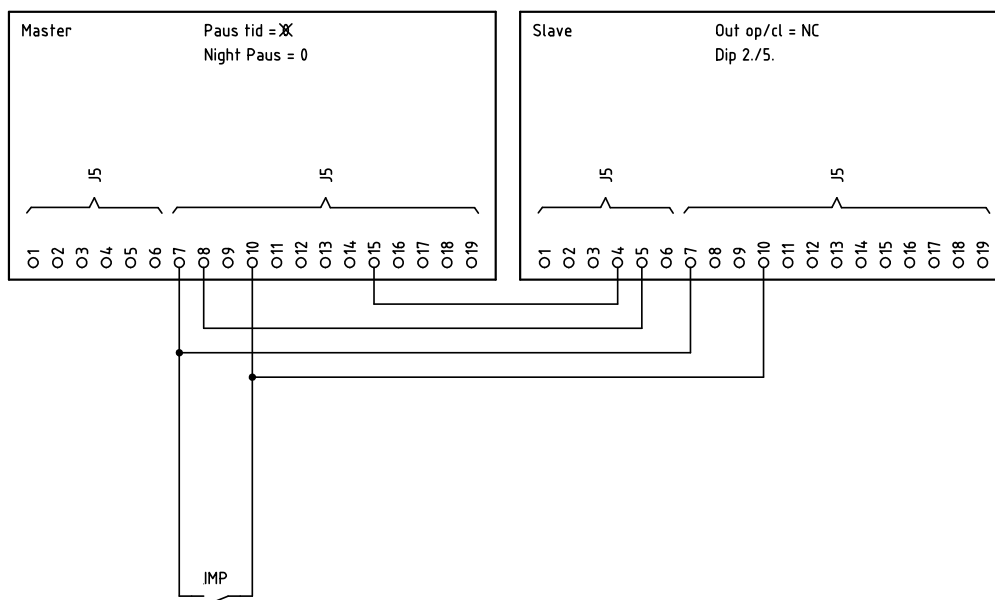 Master
Paus tid =
Night Paus = 0
J5
J5
1 2 3 4 5 6 7 8 9 10 11 12 13 14 15 16 17 18 19
Slave
Out op/cl = NC
Dip 2./5.
J5
J5
1 2 3 4 5 6 7 8 9 10 11 12 13 14 15 16 17 18 19
IMP